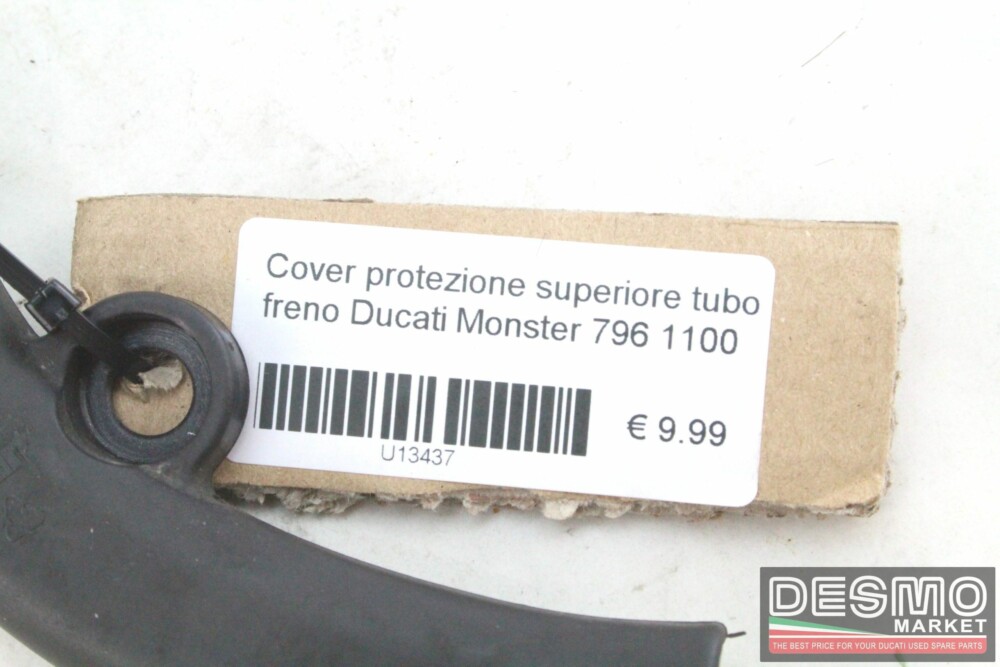 Cover protezione superiore tubo
freno Ducati Monster 796 1100
€ 9.99
U13437
DESMO
MARKET
THE BEST PRICE FOR YOUR DUCATI USED SPARE PARTS